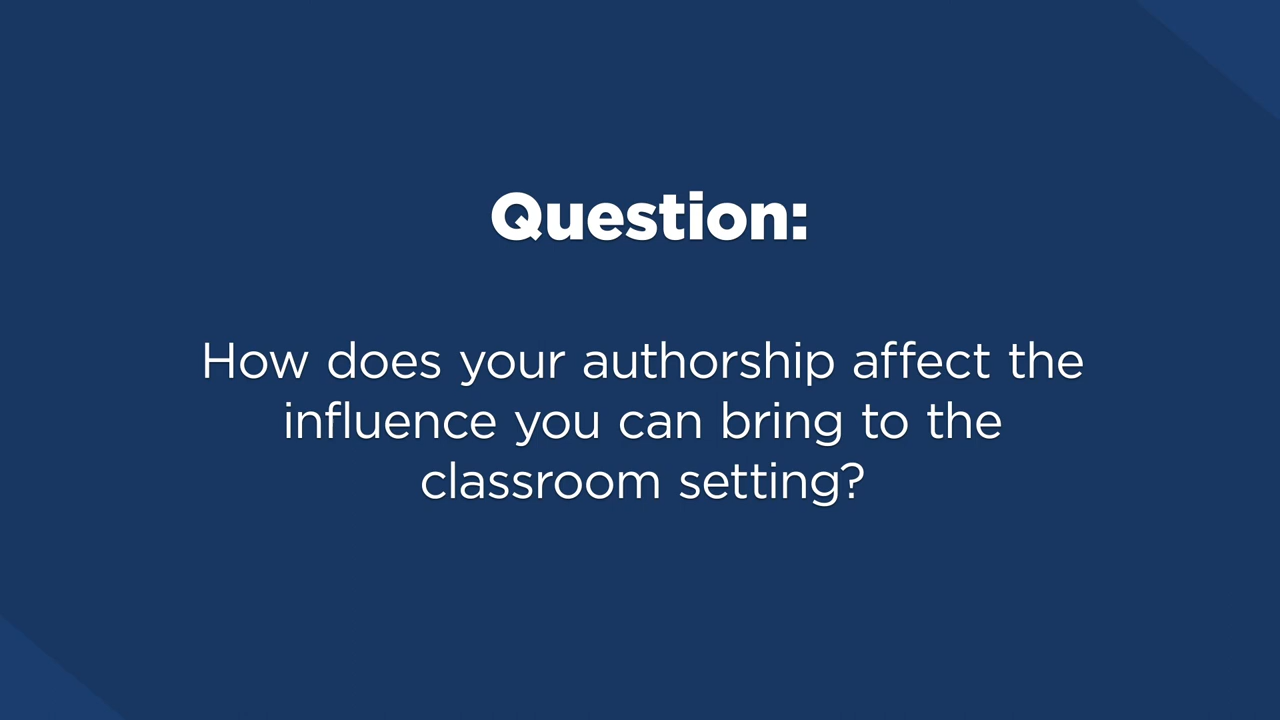 Question:
How does your authorship affect the
influence you can bring to the
classroom setting?